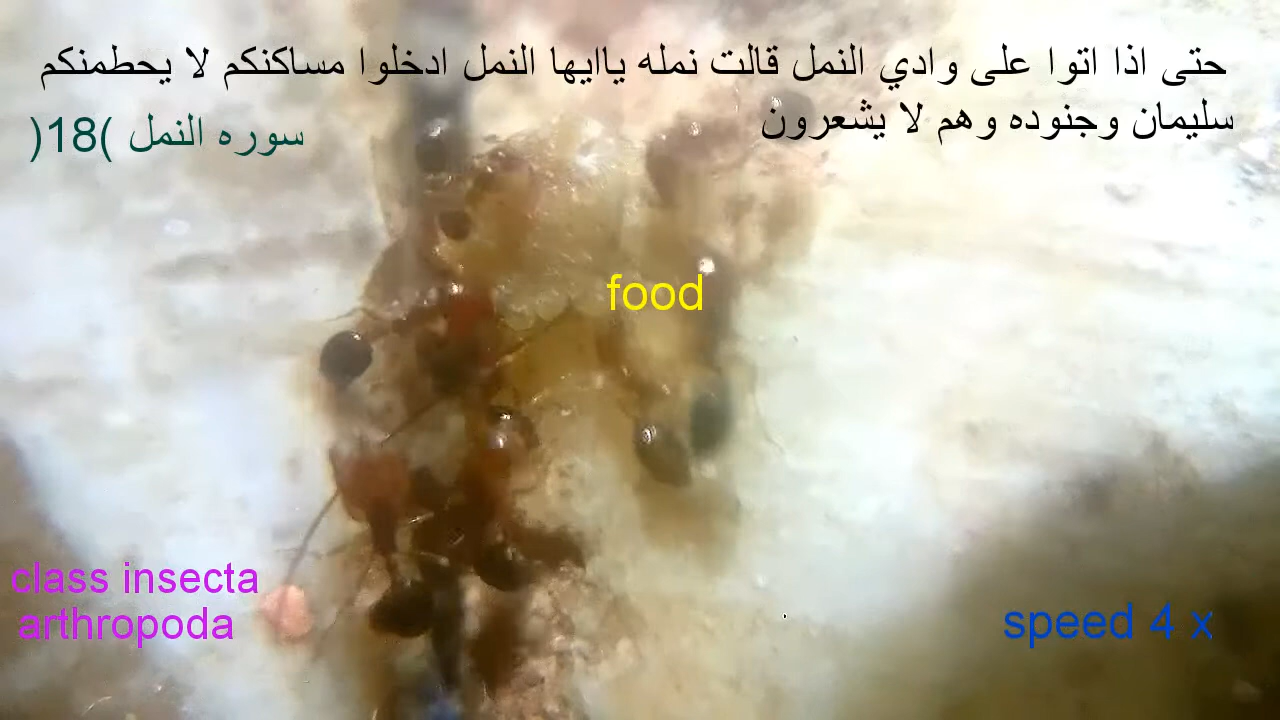 حتى اذا اتوا على وادي النمل قالت نمله ياايها النمل ادخلوا مساكنكم لا يحطمنكم
سليمان وجنوده وهم لا يشعرون
سوره النمل )18(
food
class insecta
arthropoda
speed 4 x